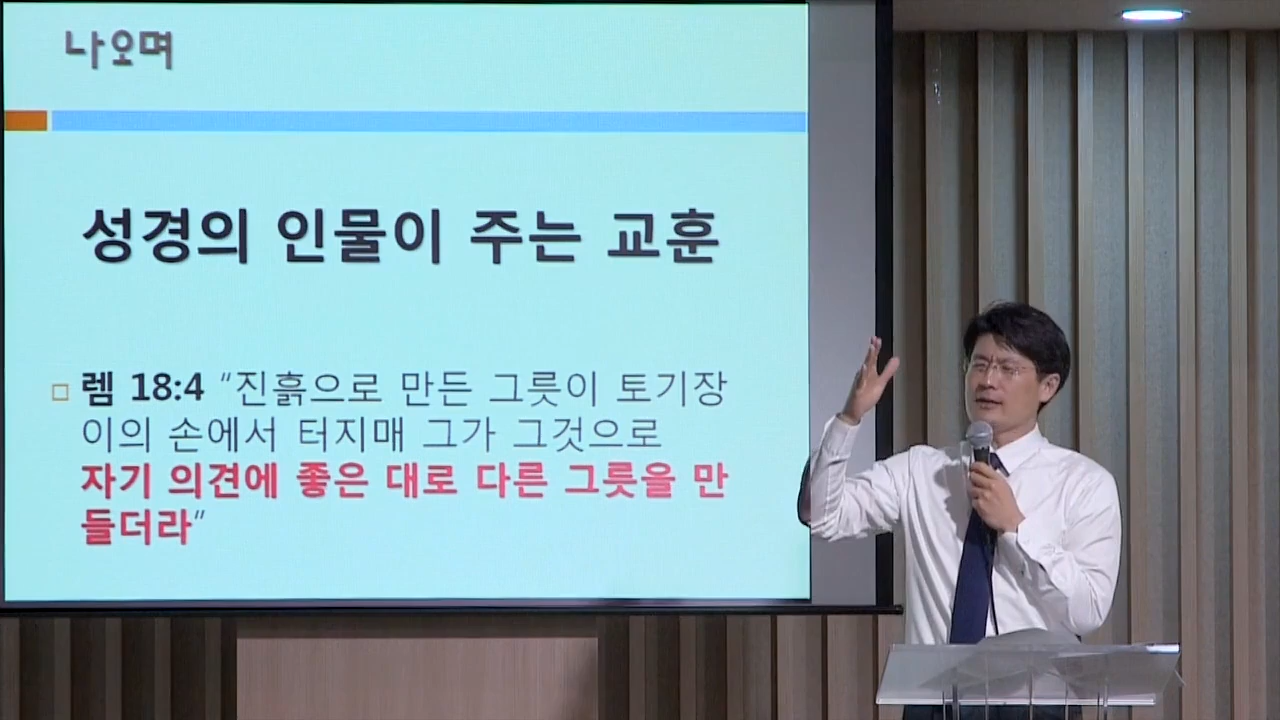 나오며
성경의 인물이 주는 교훈
렘 18:4 “진흙으로 만든 그릇이 토기장
이의 손에서 터지매 그가 그것으로
자기 의견에 좋은 대로 다른 그릇을 만
들더라”